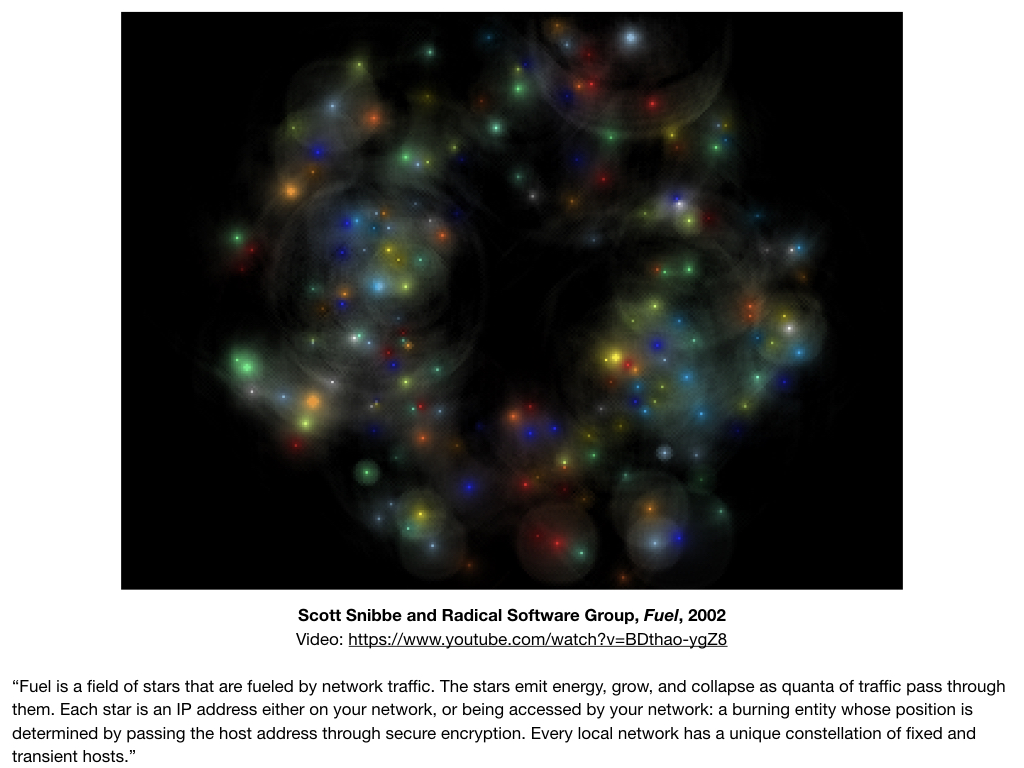 Scott Snibbe and Radical Software Group, Fuel, 2002
Video: https://www.youtube.com/watch?v=BDthao-ygZ8
“Fuel is a field of stars that are fueled by network traffic. The stars emit energy, grow, and collapse as quanta of traffic pass through
them. Each star is an IP address either on your network, or being accessed by your network: a burning entity whose position is
determined by passing the host address through secure encryption. Every local network has a unique constellation of fixed and
transient hosts.”